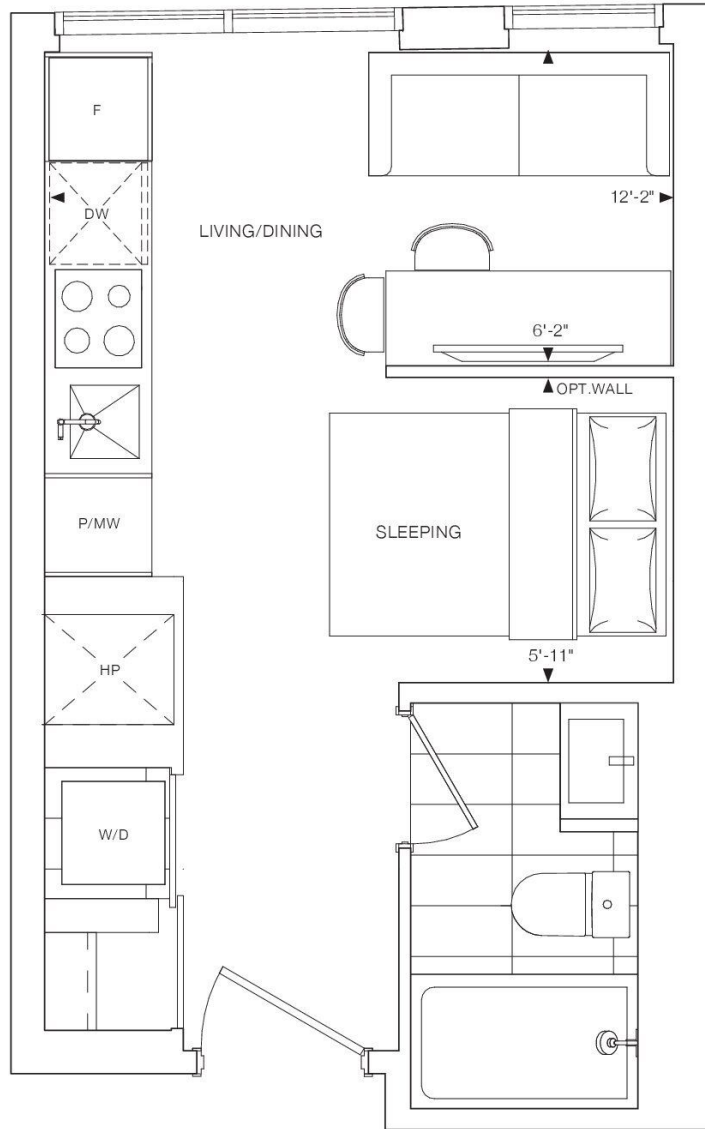 F
DW
12'-2"
LIVING/DINING
6'-2"
OPT.WALL
P/MW
SLEEPING
5'-11"
HP
W/D